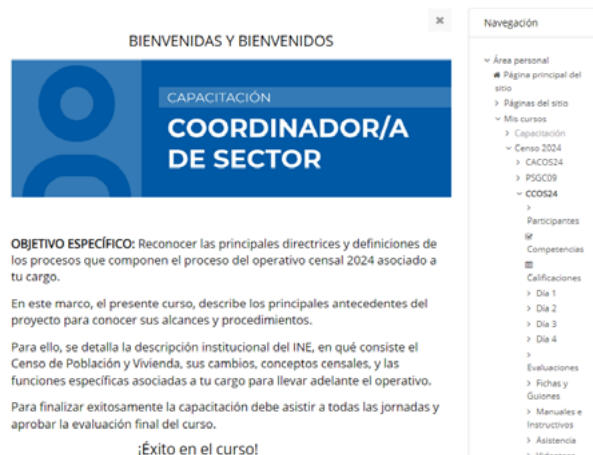 BIENVENIDAS Y BIENVENIDOS
CAPACITACIÓN
COORDINADOR/A
DE SECTOR
OBJETIVO ESPECÍFICO: Reconocer las principales directrices y definiciones de
los procesos que componen el proceso del operativo censal 2024 asociado a
tu cargo.
En este marco, el presente curso, describe los principales antecedentes del
proyecto para conocer sus alcances y procedimientos.
Para ello, se detalla la descripción institucional del INE, en qué consiste el
Censo de Población y Vivienda, sus cambios, conceptos censales, y las
funciones específicas asociadas a tu cargo para llevar adelante el operativo.
Para finalizar exitosamente la capacitación debe asistir a todas las jornadas y
aprobar la evaluación final del curso.
¡Éxito en el curso!
Navegación
Área personal
Página principal del
sitio
Páginas del sitio
Mis cursos
Capacitación
Censo 2024
CACOS24
PSGC09
CCOS24
Participantes
Competencias
Calificaciones
Día 1
Día 2
Día 3
Día 4
Evaluaciones
Fichas y
Guiones
Manuales e
Instructivos
Asistencia